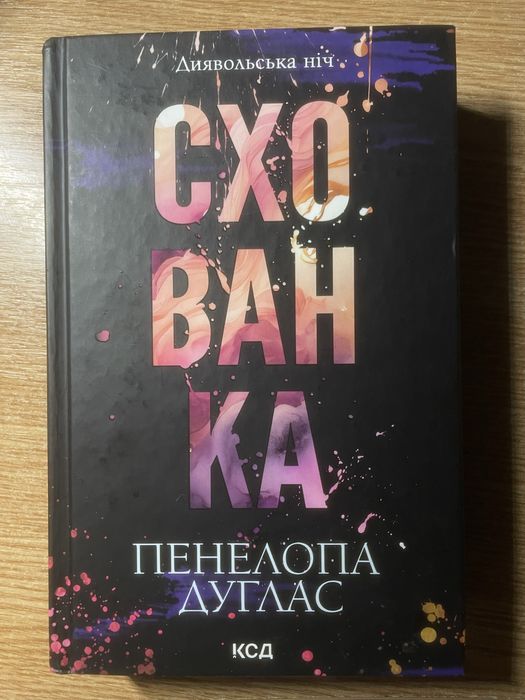 Диявольська ніч
СХО
ВАН
КА
ПЕНЕЛОПА
ДУГЛАС
КСД